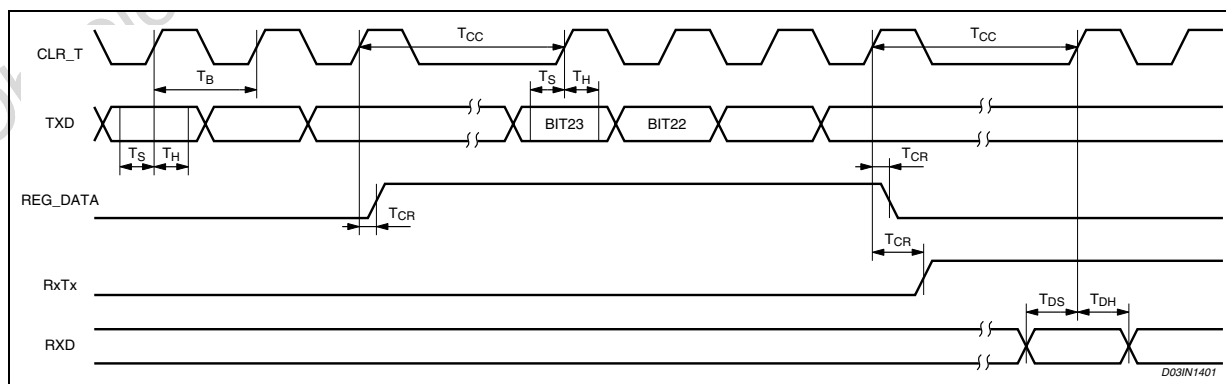 CLR_T
TCC
TCC
TB
TS TH
TXD
BIT23
BIT22
TS TH
TCR
REG_DATA
TCR
TCR
RxTx
TDS TDH
RXD
D03IN1401